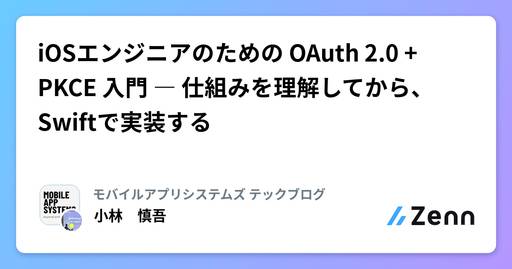 iOSエンジニアのための OAuth 2.0 +
PKCE 入門 — 仕組みを理解してから、
Swiftで実装する
MOBILE
APP
SYSTEMS
モバイルアプリシステムズ テックブログ
小林　慎吾
Zenn